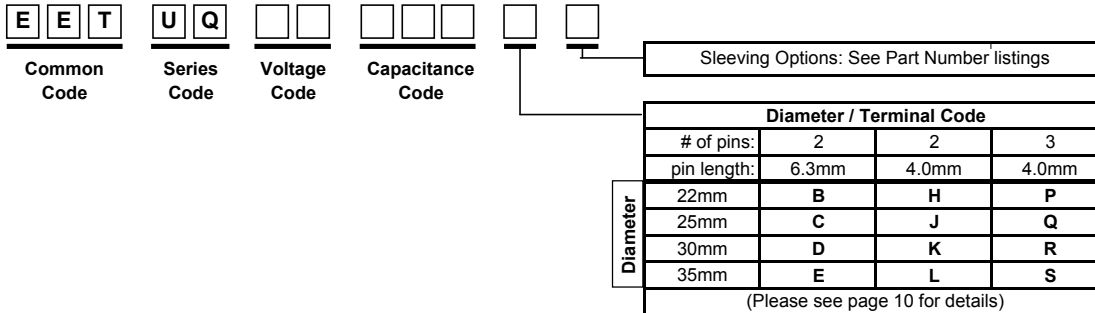 E E T U Q
Common Code
Series Code
Voltage Code
Capacitance Code
Sleeving Options: See Part Number listings
Diameter / Terminal Code
# of pins: 2 2 3
pin length: 6.3mm 4.0mm 4.0mm
Diameter
22mm B H P
25mm C J Q
30mm D K R
35mm E L S
(Please see page 10 for details)